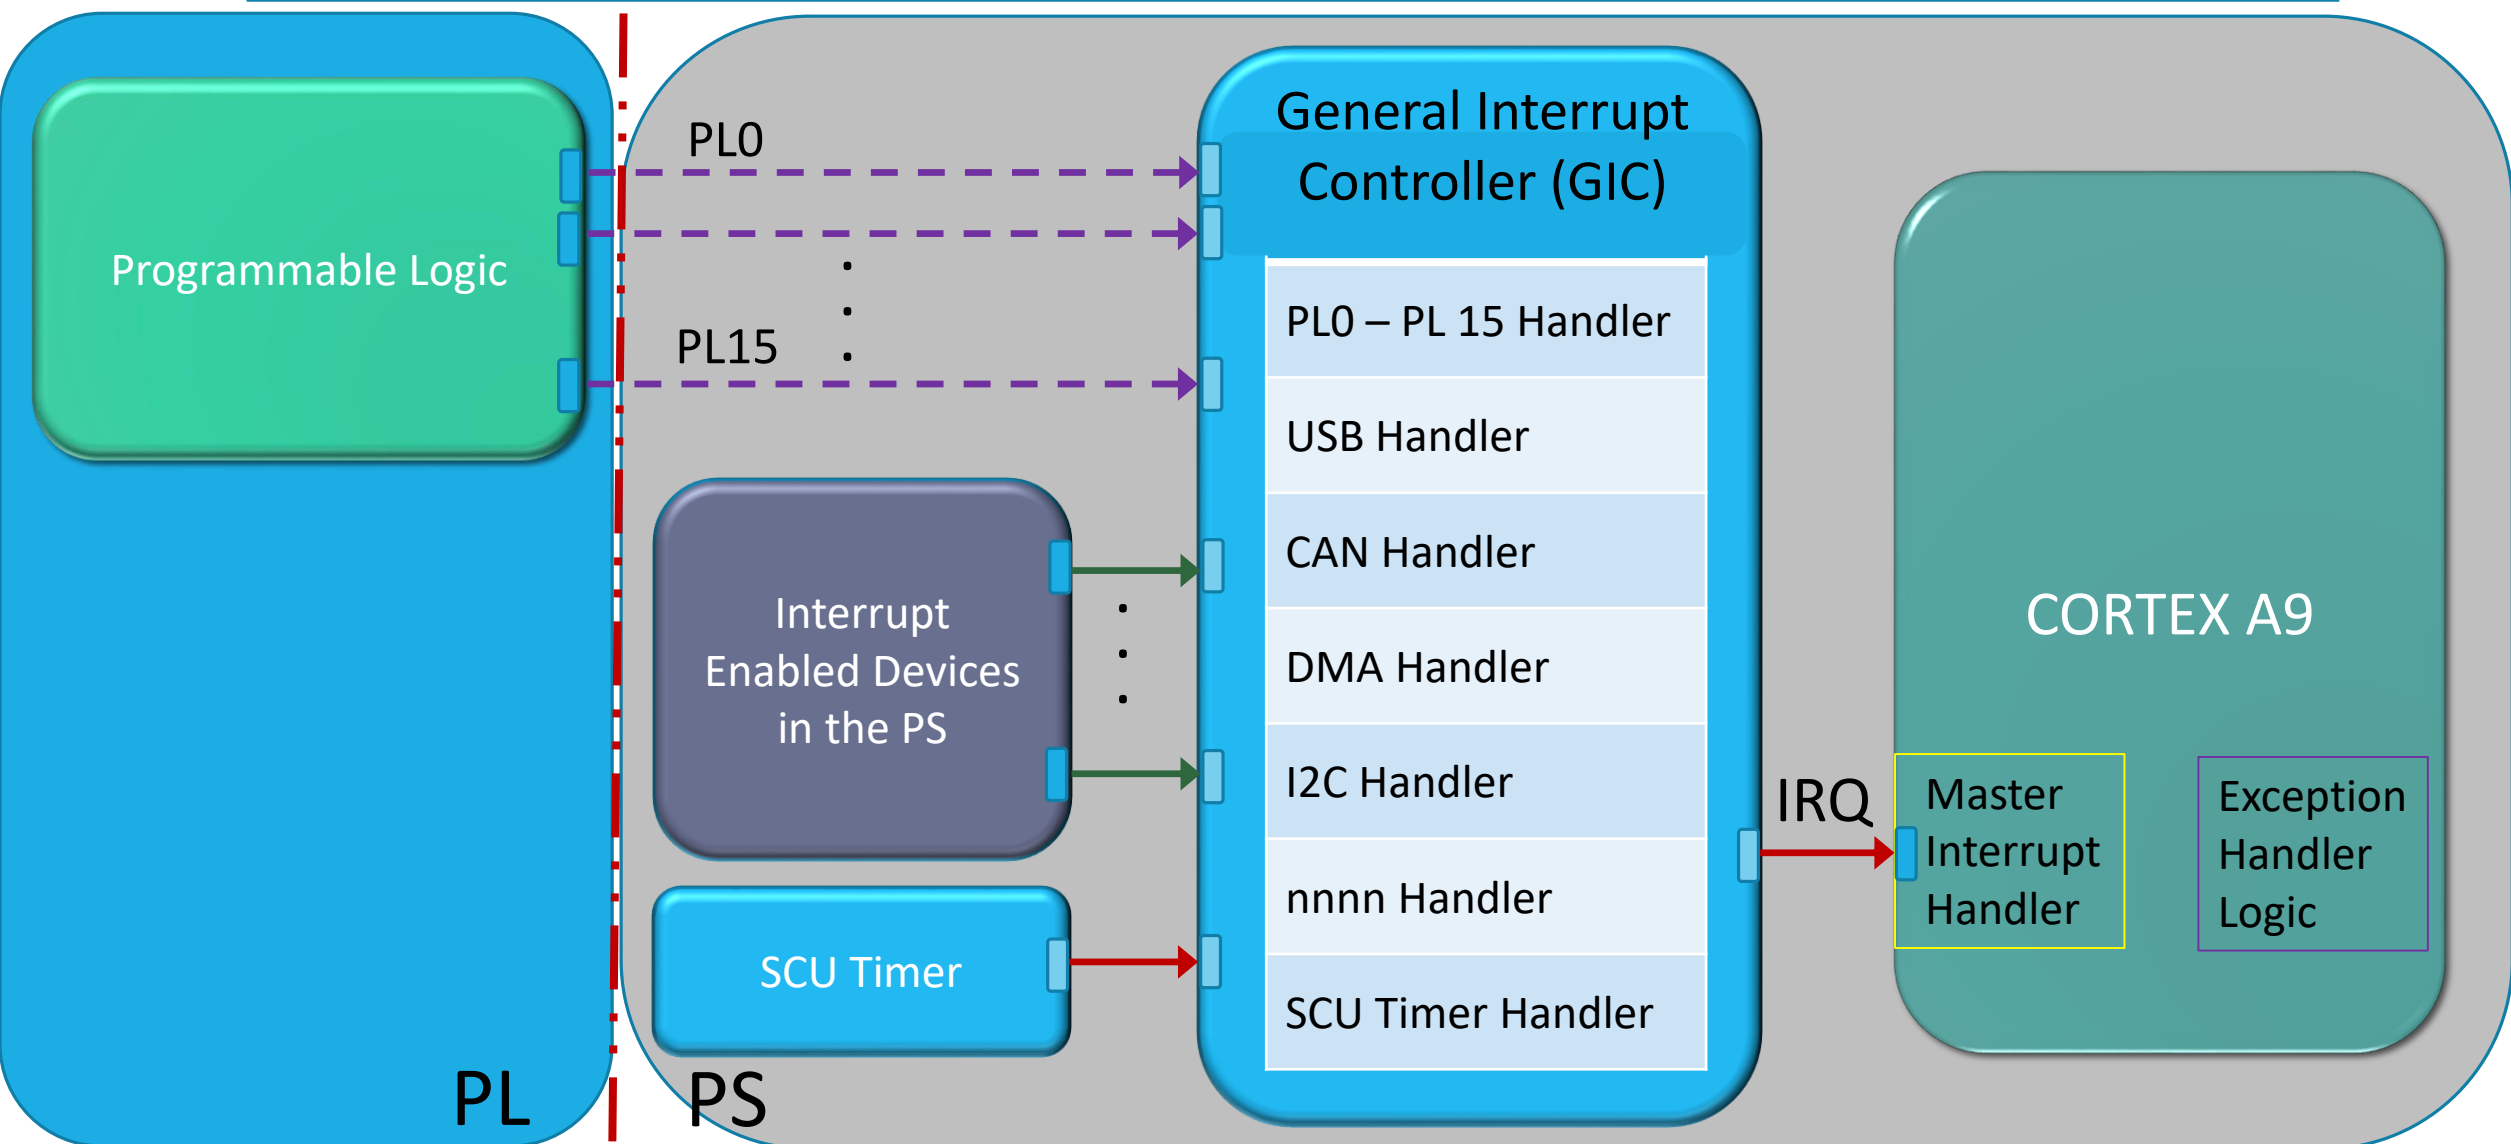 PL0
General Interrupt
Controller (GIC)
Programmable Logic
PL15
PL0 – PL 15 Handler
USB Handler
CAN Handler
DMA Handler
I2C Handler
nnnn Handler
SCU Timer Handler
Interrupt
Enabled Devices
in the PS
SCU Timer
CORTEX A9
IRQ
Master
Interrupt
Handler
Exception
Handler
Logic
PL
PS